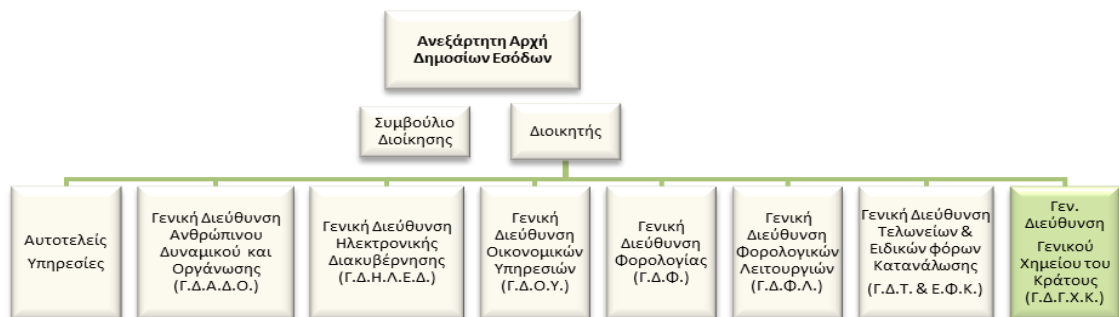 Ανεξάρτητη Αρχή
Δημοσίων Εσόδων
Συμβούλιο
Διοίκησης
Διοικητής
Αυτοτελείς
Υπηρεσίες
Γενική Διεύθυνση
Ανθρώπινου
Δυναμικού και
Οργάνωσης
(Γ.Δ.Α.Δ.Ο.)
Γενική Διεύθυνση
Ηλεκτρονικής
Διακυβέρνησης
(Γ.Δ.Η.Λ.Ε.Δ.)
Γενική
Διεύθυνση
Οικονομικών
Υπηρεσιών
(Γ.Δ.Ο.Υ.)
Γενική
Διεύθυνση
Φορολογίας
(Γ.Δ.Φ.)
Γενική
Διεύθυνση
Φορολογικών
Λειτουργιών
(Γ.Δ.Φ.Λ.)
Γενική Διεύθυνση
Τελωνείων &
Ειδικών φόρων
Κατανάλωσης
(Γ.Δ.Τ. & Ε.Φ.Κ.)
Γεν.
Διεύθυνση
Γενικού
Χημείου του
Κράτους
(Γ.Δ.Γ.Χ.Κ.)